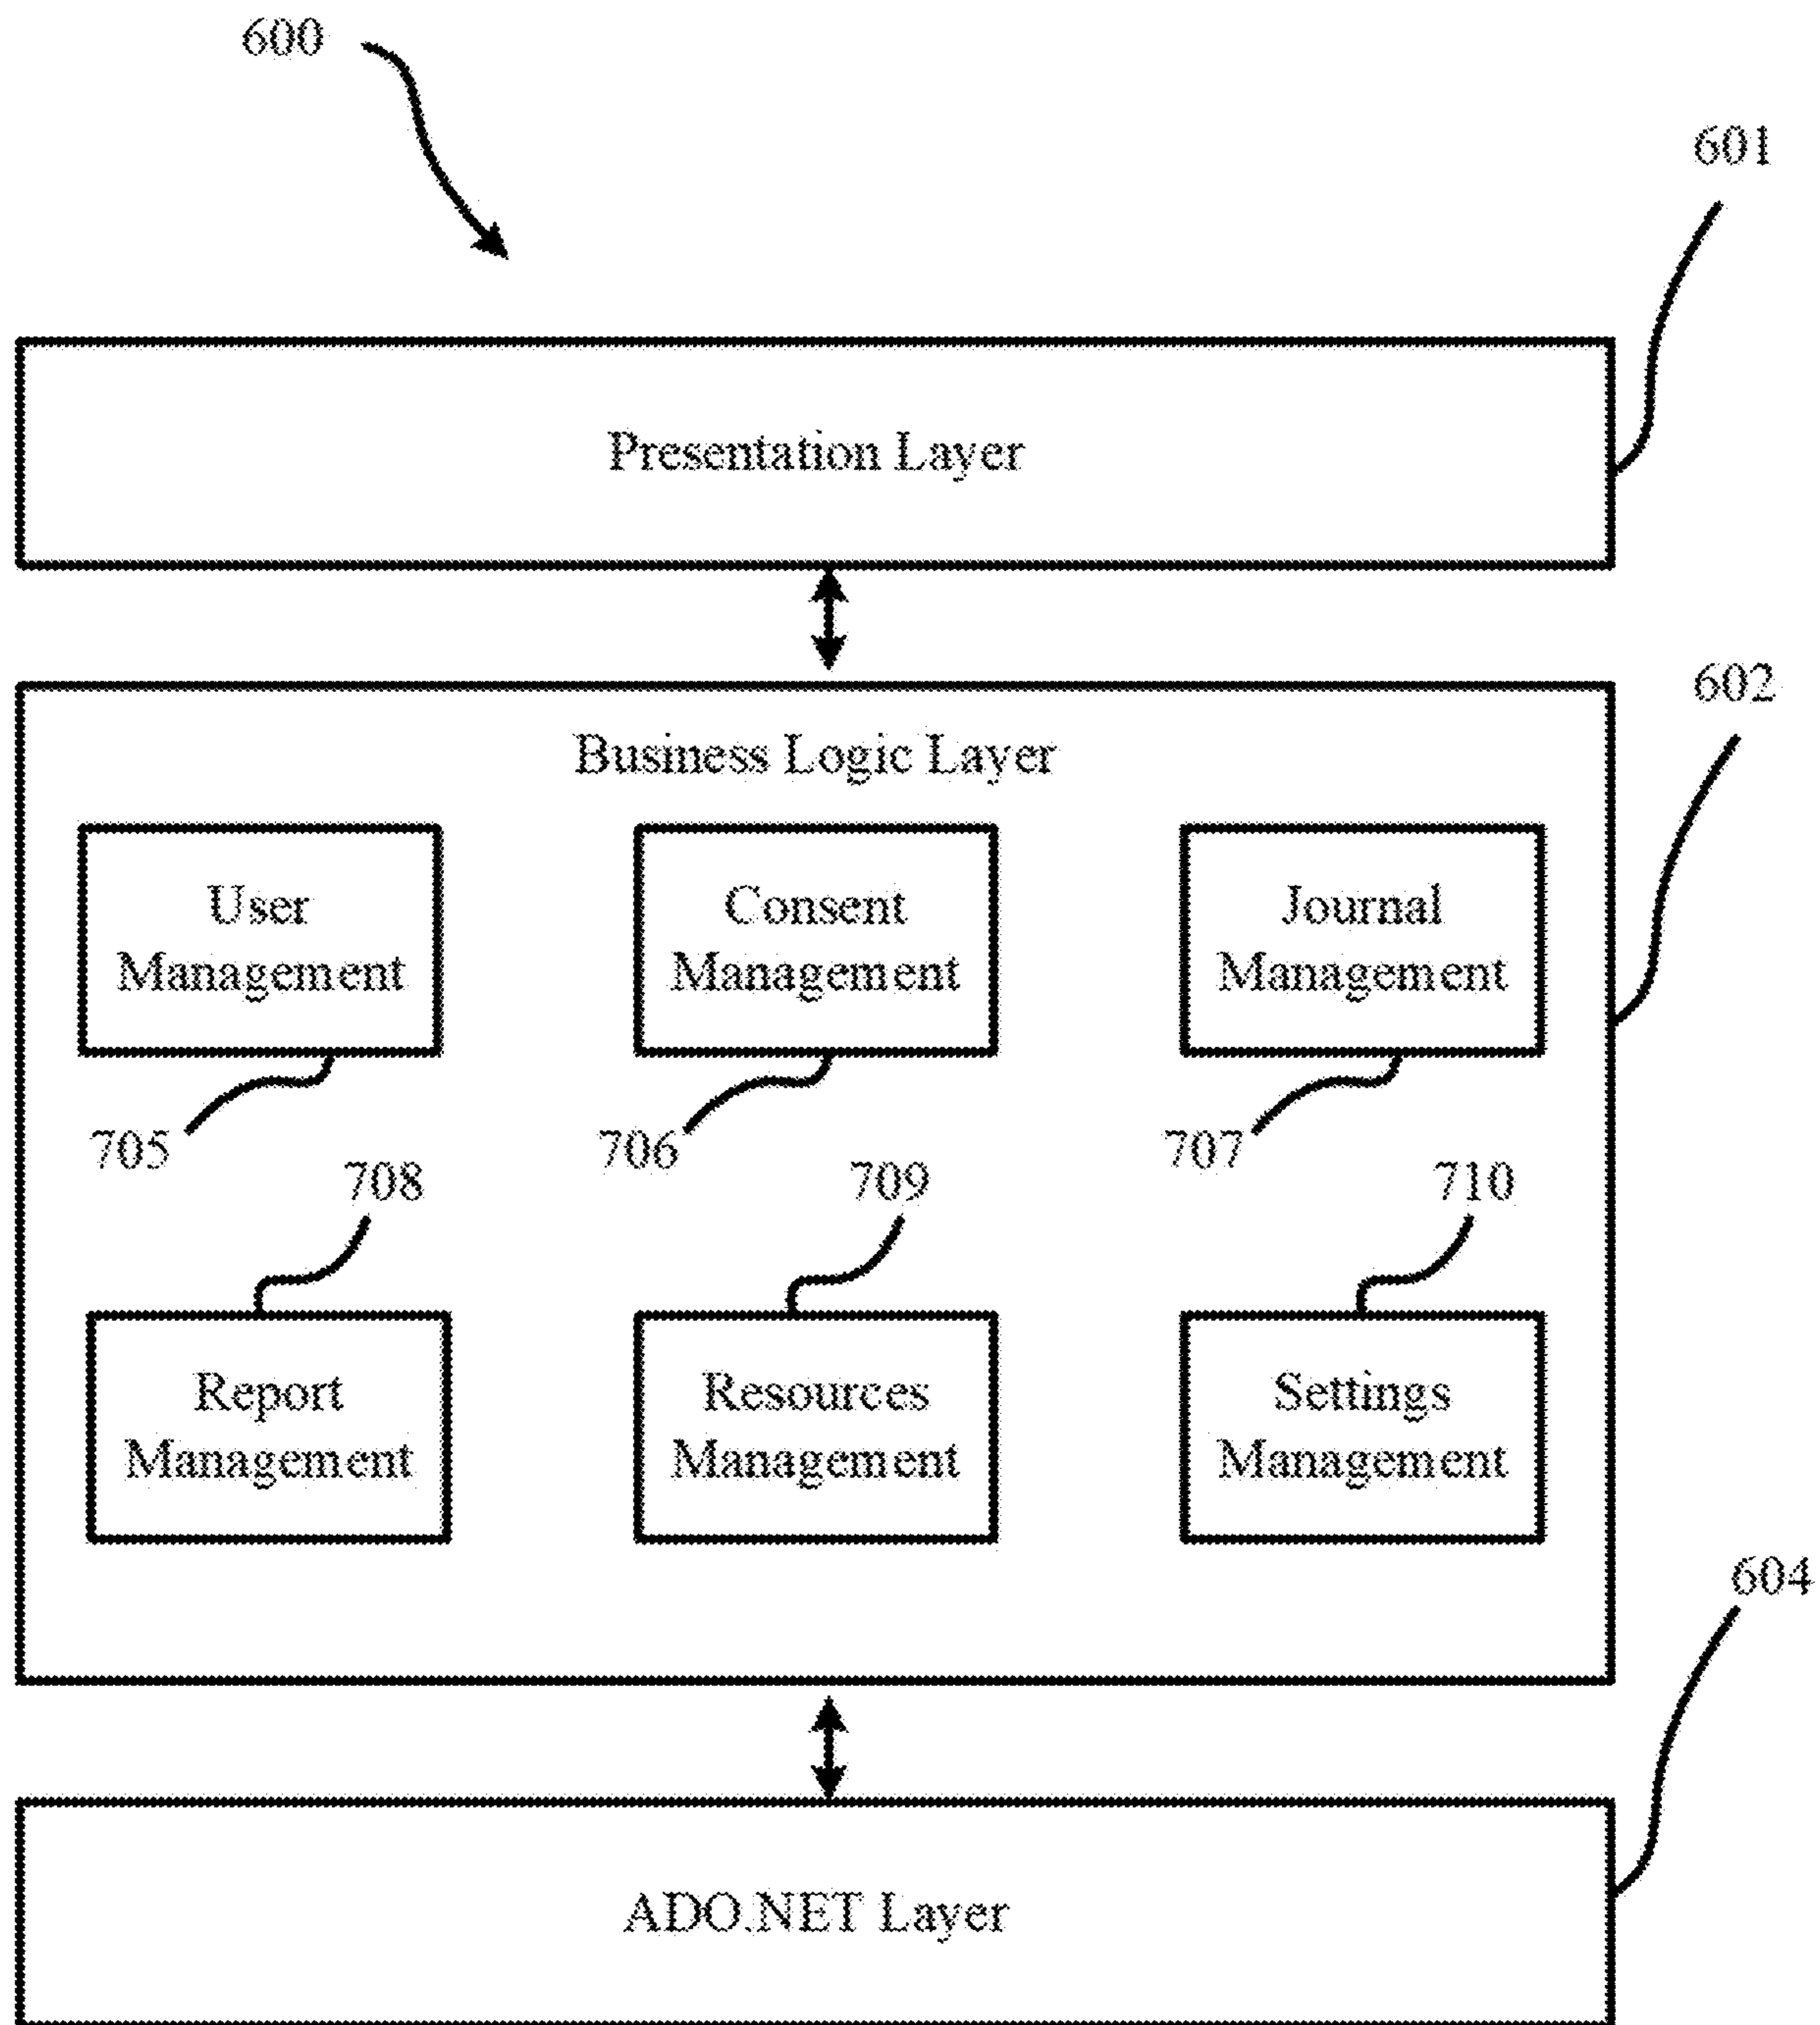 600
601
Presentation Layer
602
Business Logic Layer
User
Management
Consent
Management
Journal
Management
705
706
707
708
709
710
Report
Management
Resources
Management
Settings
Management
604
ADO.NET Layer